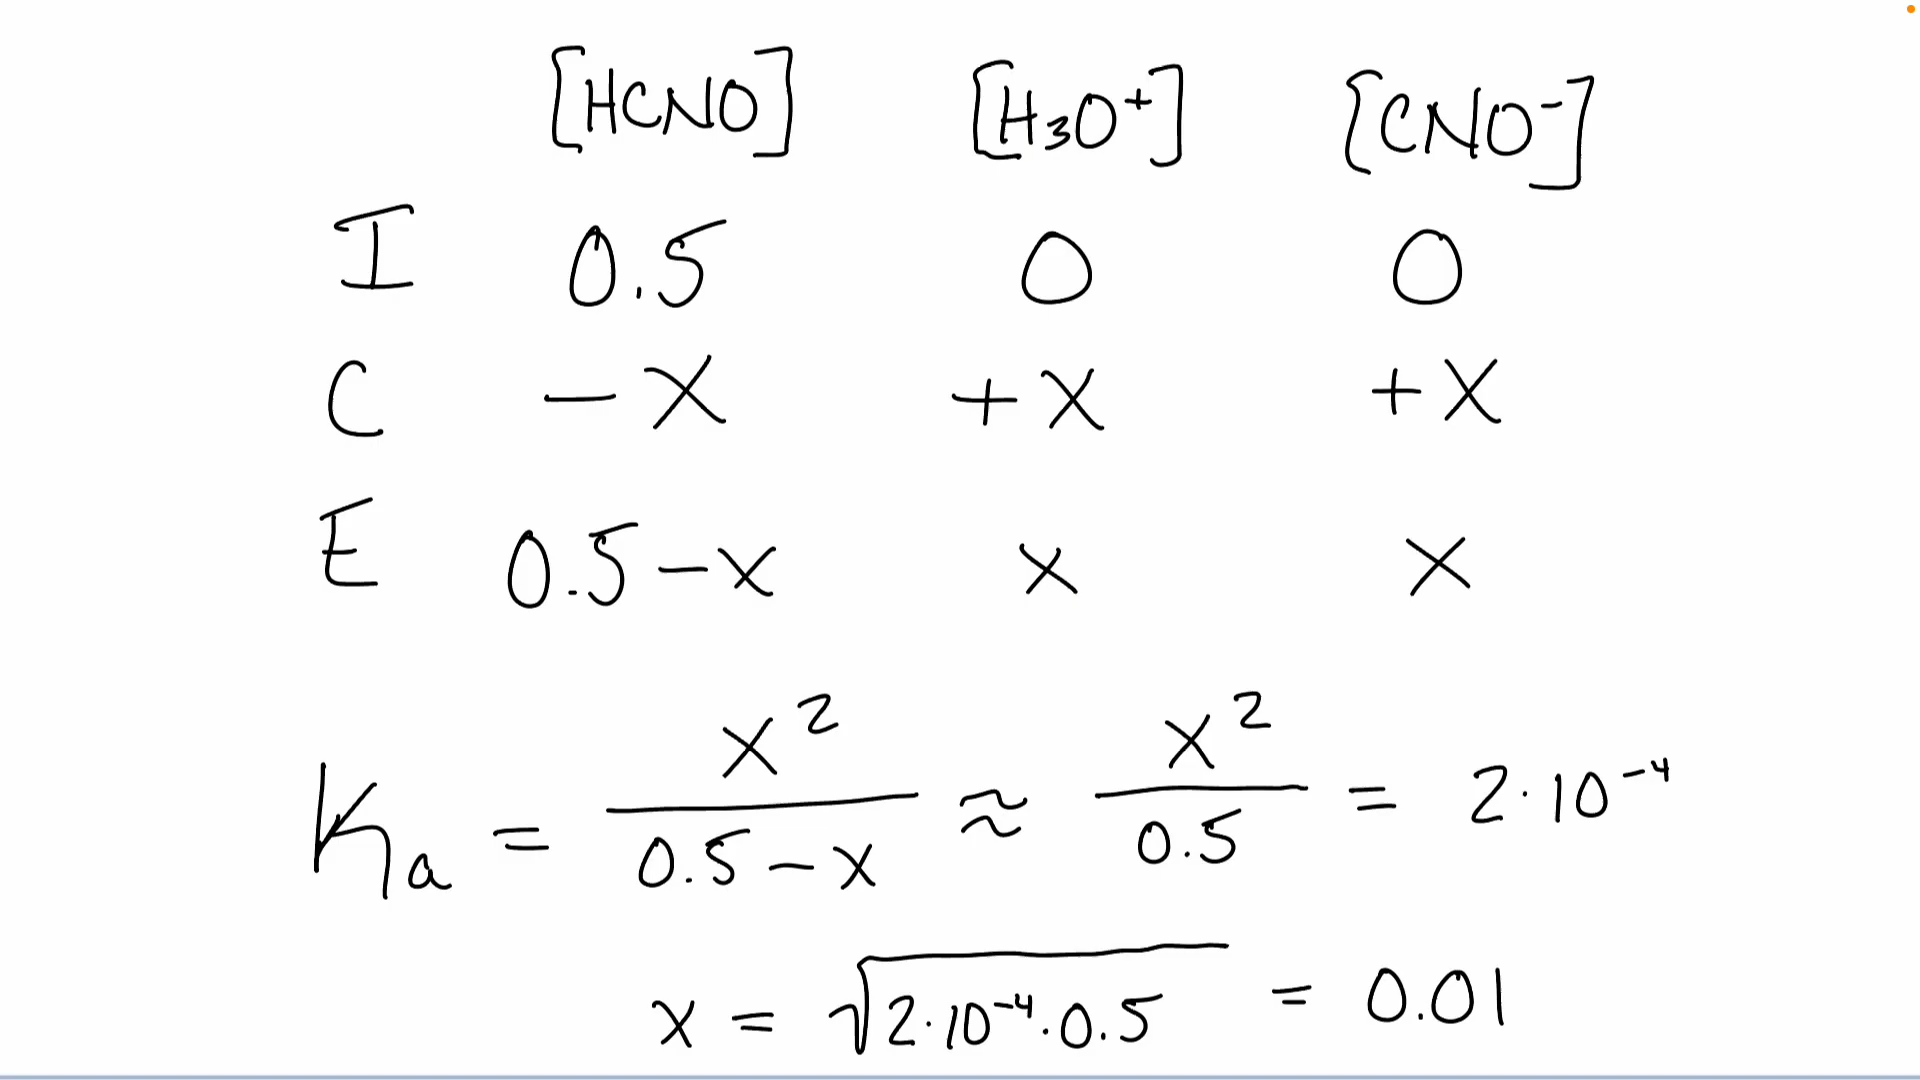 [HCNO] [H₃O⁺] [CNO⁻]
I 0.5 0 0
C -x +x +x
E 0.5-x x x
Kₐ = x²/(0.5-x) ≈ x²/0.5 = 2·10⁻⁴
x = √(2·10⁻⁴·0.5) = 0.01